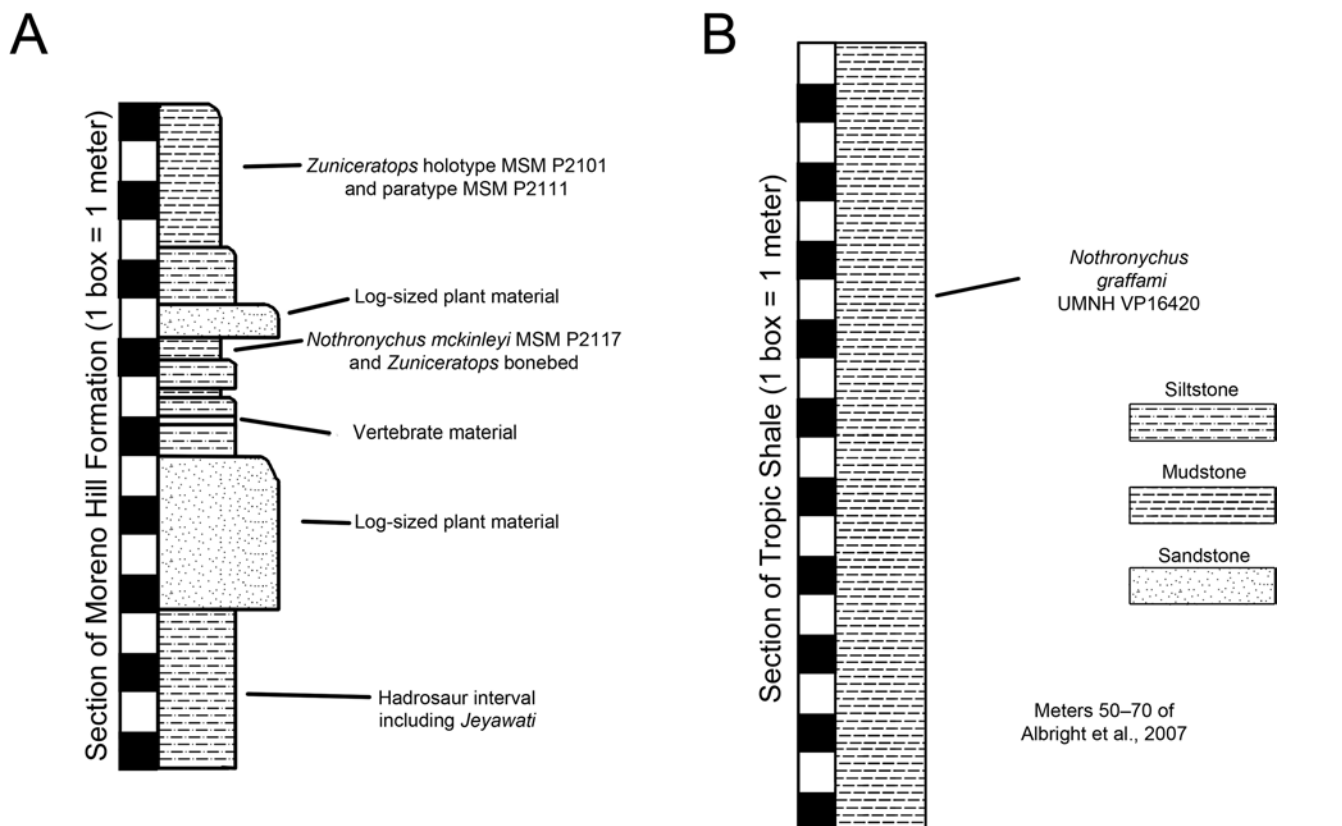 A
Section of Moreno Hill Formation (1 box = 1 meter)
Zuniceratops holotype MSM P2101
and paratype MSM P2111
Log-sized plant material
Nothronychus mckinleyi MSM P2117
and Zuniceratops bonebed
Vertebrate material
Log-sized plant material
Hadrosaur interval
including Jeyawati
B
Section of Tropic Shale (1 box = 1 meter)
Nothronychus
graffami
UMNH VP16420
Siltstone
Mudstone
Sandstone
Meters 50–70 of
Albright et al., 2007